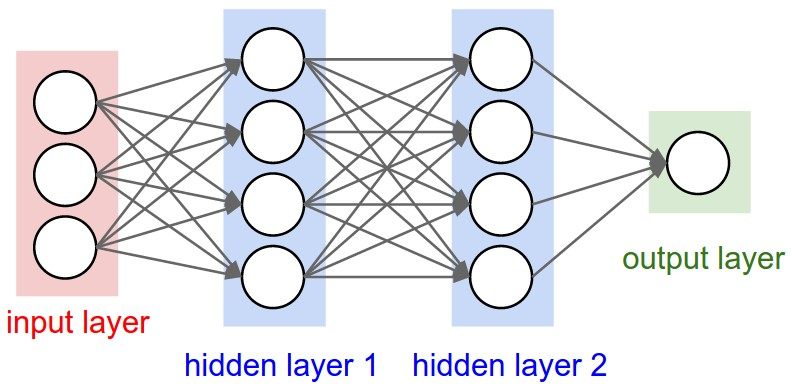 input layer
hidden layer 1
hidden layer 2
output layer